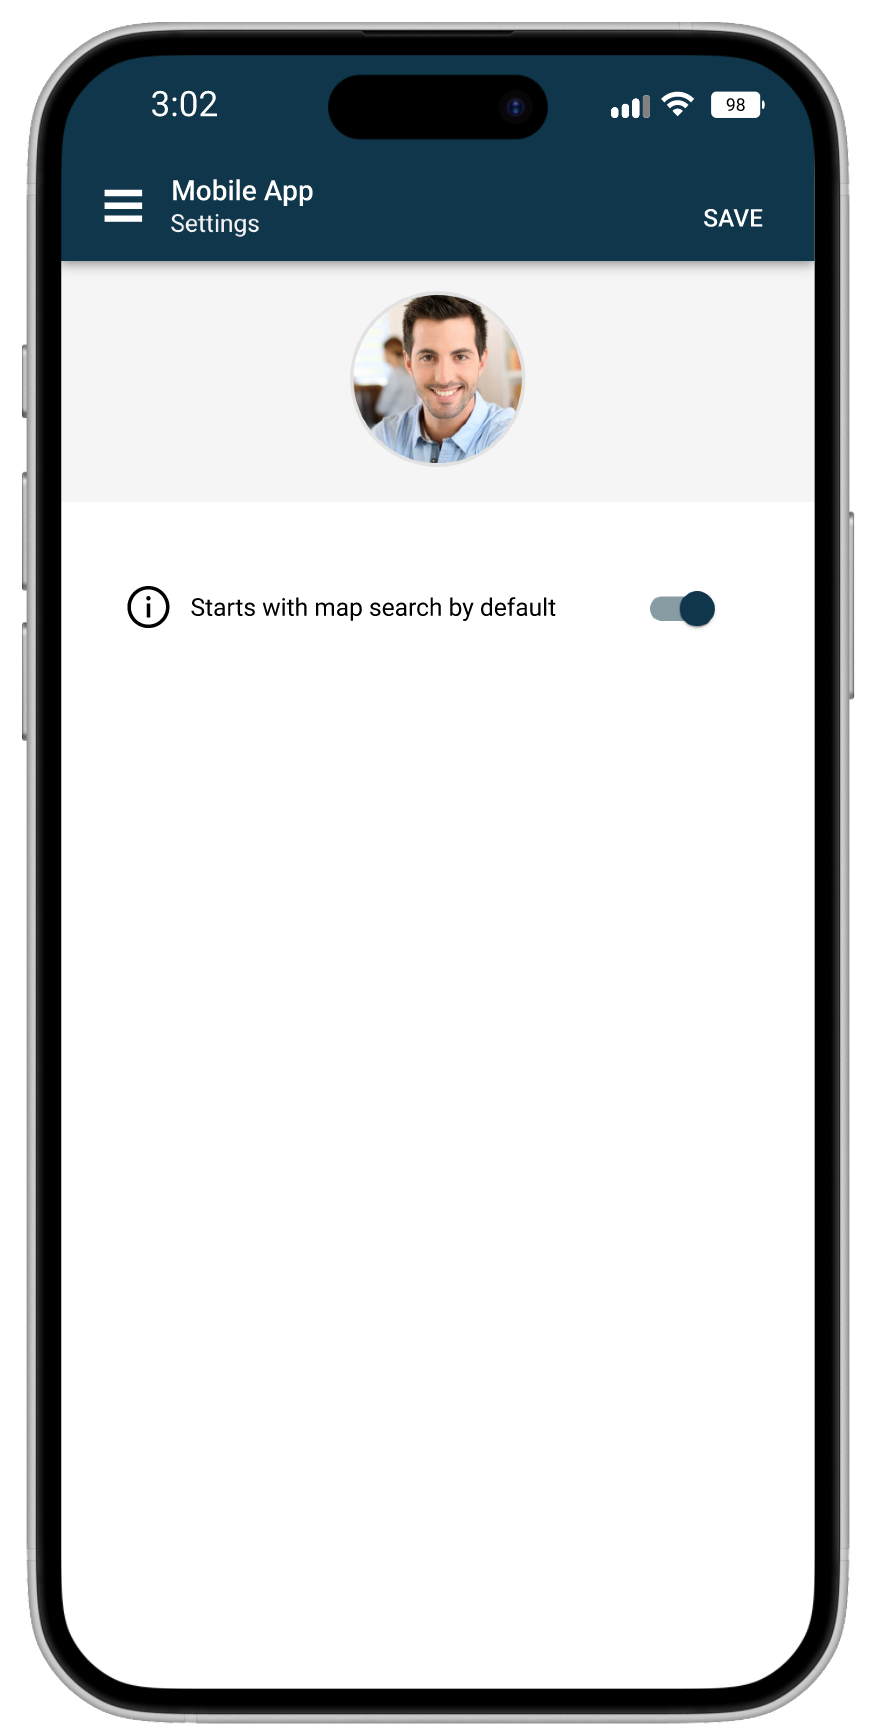 3:02
98
Mobile App
Settings
SAVE
Starts with map search by default